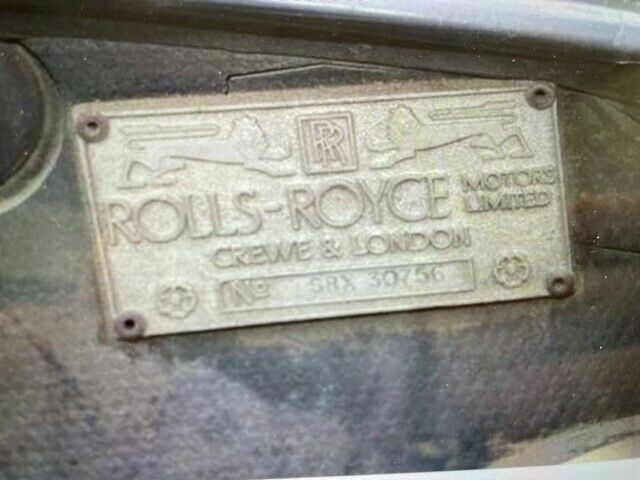 RR
ROLLS-ROYCE MOTORS LIMITED
CREWE & LONDON
Nº SRX 30756